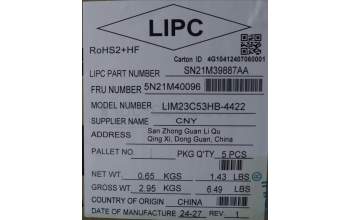 LIPC
RoHS2+HF
Carton ID 4G10412407060001
LIPC PART NUMBER SN21M39887AA
FRU NUMBER 5N21M40096
MODEL NUMBER LIM23C53HB-4422
SUPPLIER NAME CNY
ADDRESS San Zhong Guan Li Qu
Qing Xi, Dong Guan, China
PALLET NO. PKG Q'TY 5 PCS
NET WT. 0.65 KGS 1.43 LBS
GROSS WT 2.95 KGS 6.49 LBS
COUNTRY OF ORIGIN CHINA
DATE OF MANUFACTURER 24-27 REV.